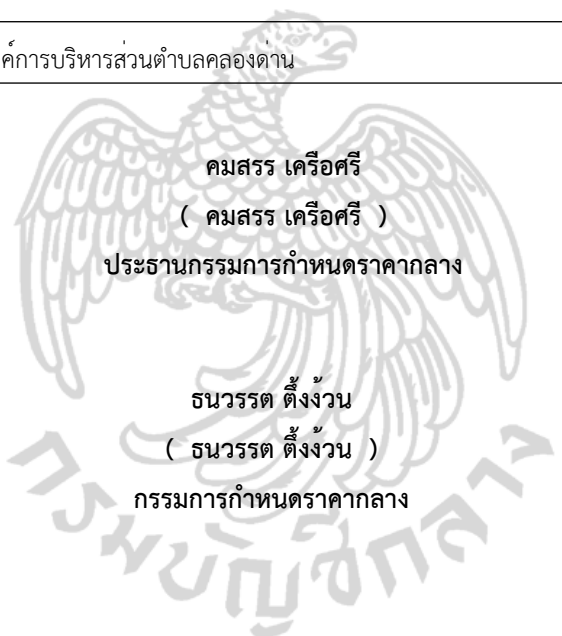 ค์การบริหารส่วนตำบลคลองด่าน
คมสรร เครือศรี
( คมสรร เครือศรี )
ประธานกรรมการกำหนดราคากลาง
ธนวรรต ตึ้งง้วน
( ธนวรรต ตึ้งง้วน )
กรรมการกำหนดราคากลาง
กรมบัญชีกลาง